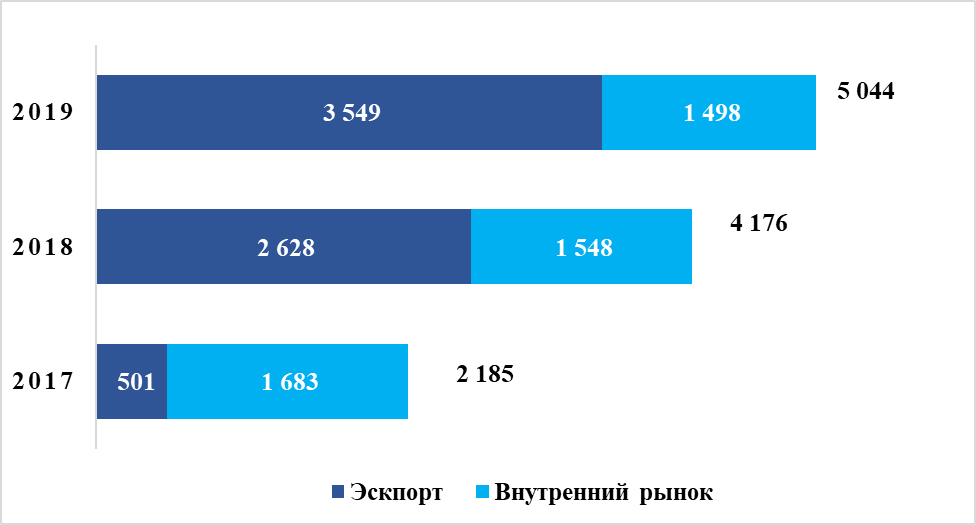 2019 3 549 1 498 5 044
2018 2 628 1 548 4 176
2017 501 1 683 2 185
Эскпорт Внутренний рынок